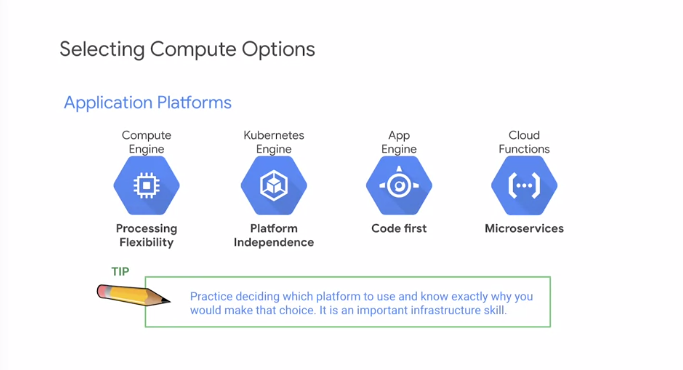 Selecting Compute Options
Application Platforms
Compute
Engine
Processing
Flexibility
Kubernetes
Engine
Platform
Independence
App
Engine
Code first
Cloud
Functions
Microservices
TIP
Practice deciding which platform to use and know exactly why you
would make that choice. It is an important infrastructure skill.